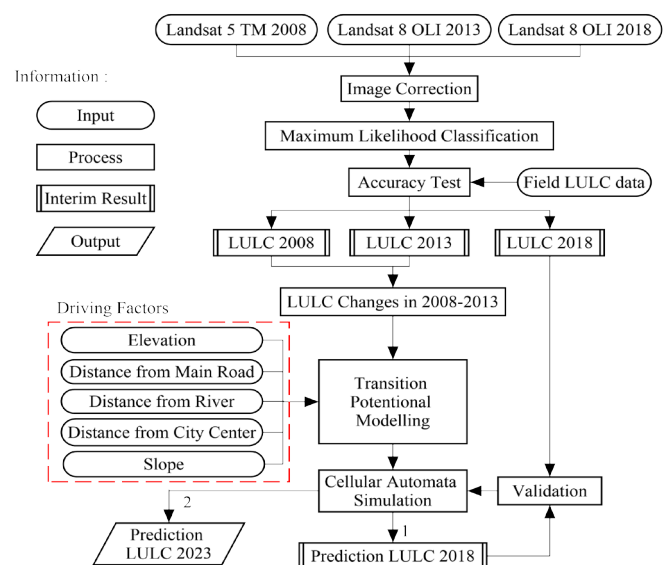 Landsat 5 TM 2008
Landsat 8 OLI 2013
Landsat 8 OLI 2018
Information :
Input
Process
Interim Result
Output
Image Correction
Maximum Likelihood Classification
Accuracy Test
Field LULC data
LULC 2008
LULC 2013
LULC 2018
LULC Changes in 2008-2013
Driving Factors
Elevation
Distance from Main Road
Distance from River
Distance from City Center
Slope
Transition
Potentional
Modelling
Cellular Automata
Simulation
Validation
2
1
Prediction
LULC 2023
Prediction LULC 2018